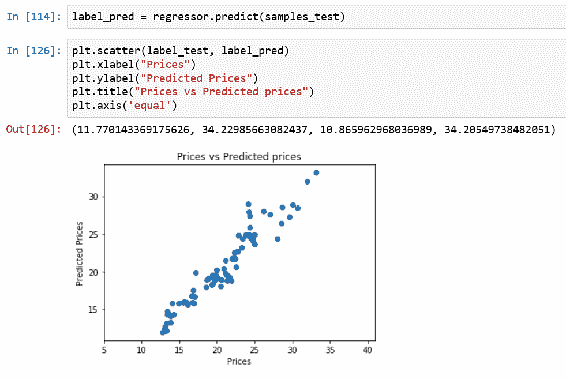 In [114]: label_pred = regressor.predict(samples_test)
In [126]: plt.scatter(label_test, label_pred)
plt.xlabel("Prices")
plt.ylabel("Predicted Prices")
plt.title("Prices vs Predicted prices")
plt.axis('equal')
Out[126]: (11.770143369175626, 34.22985663082437, 10.865962968036989, 34.20549738482051)
Prices vs Predicted prices
Predicted Prices
30
25
20
15
5 10 15 20 25 30 35 40
Prices